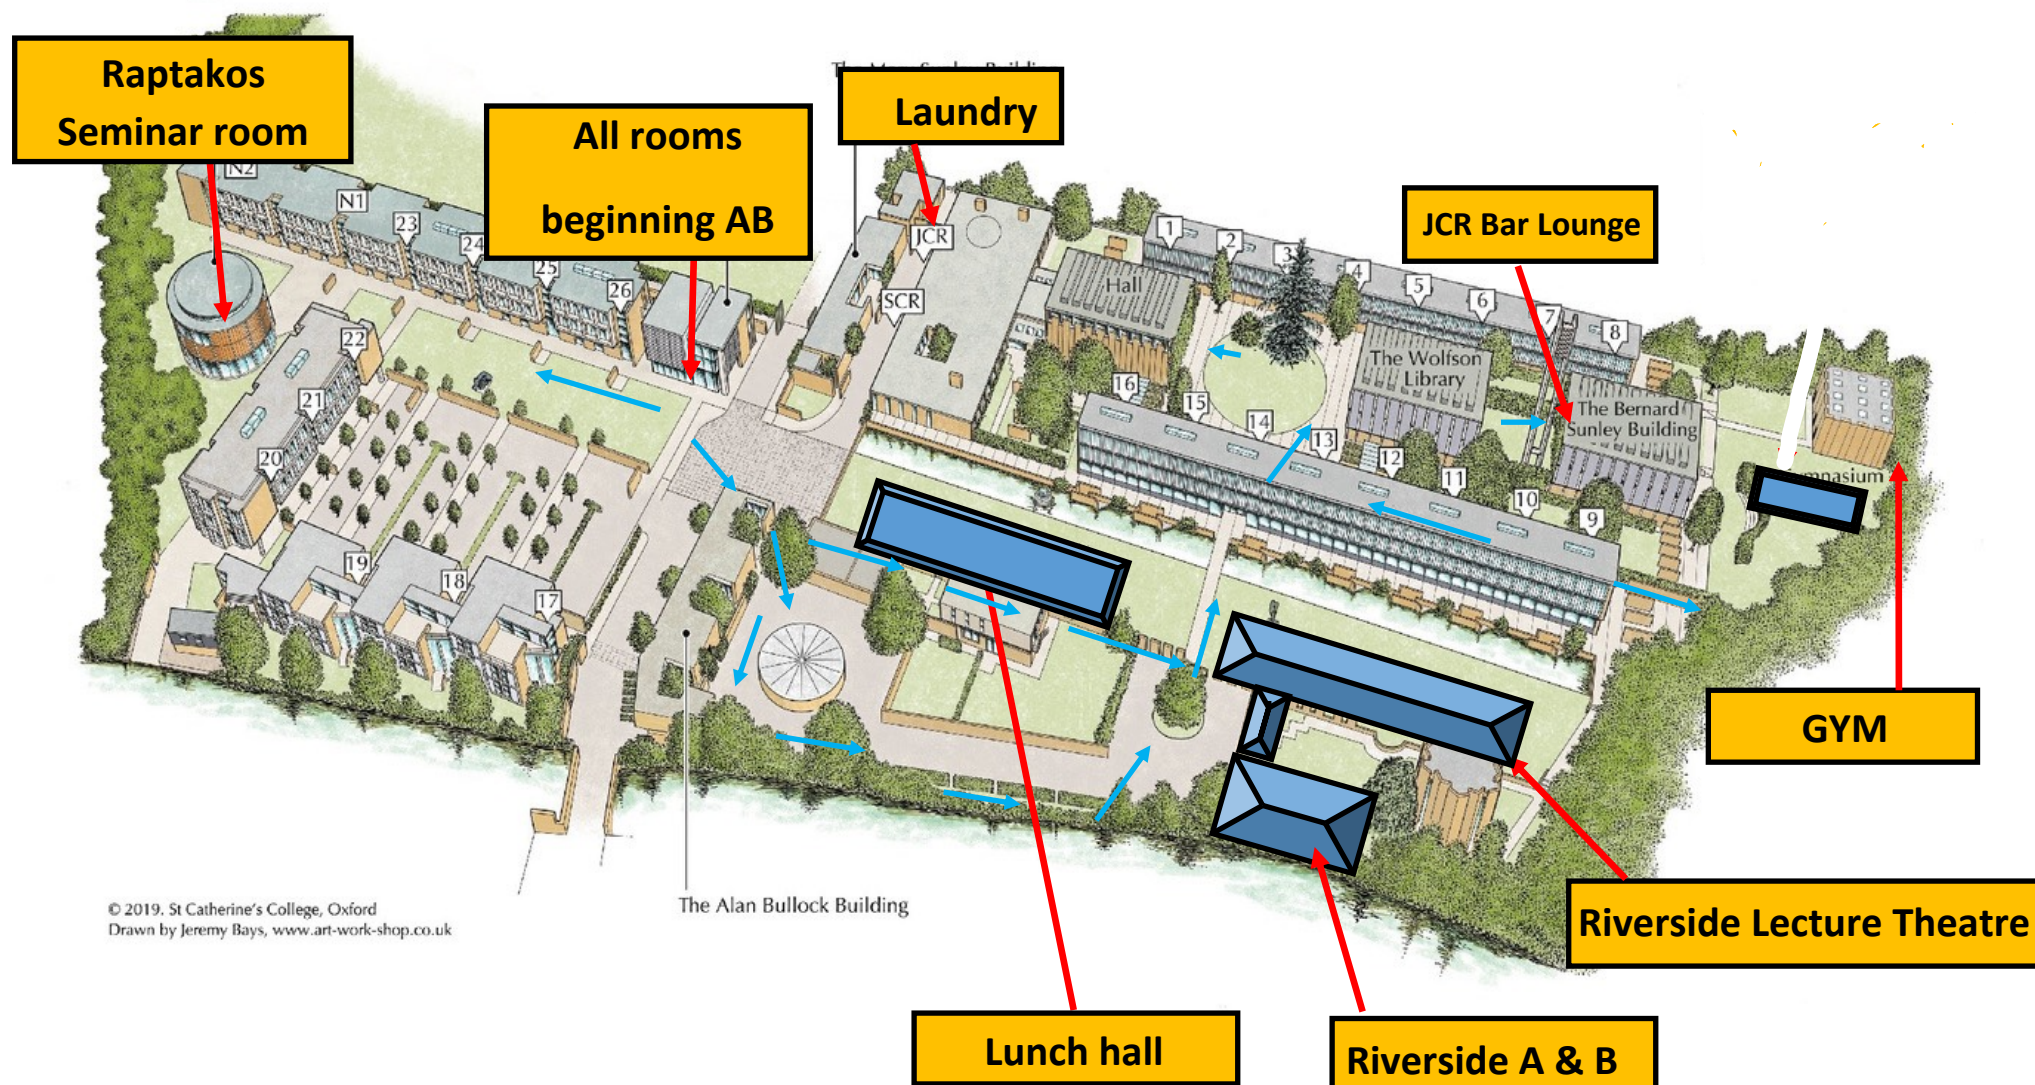 Raptakos
Seminar room
All rooms
beginning AB
Laundry
JCR Bar Lounge
N2
N1
23
24
25
26
JCR
SCR
Hall
1
2
3
4
5
6
7
8
The Wolfson
Library
The Bernard
Sunley Building
22
21
20
19
18
17
16
15
14
13
12
11
10
9
GYM
Riverside Lecture Theatre
Lunch hall
Riverside A & B
The Alan Bullock Building
© 2019. St Catherine's College, Oxford
Drawn by Jeremy Bays, www.art-work-shop.co.uk